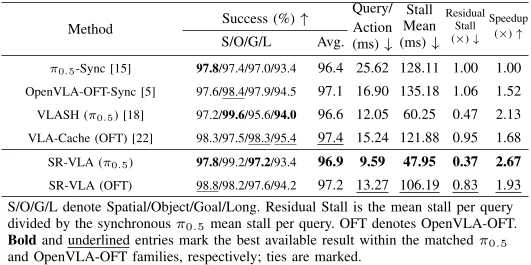 Method Success (%) ↑ Query/Action (ms) ↓ Stall Mean (ms) ↓ Residual Stall (×) ↓ Speedup (×) ↑
S/O/G/L Avg.
π0.5-Sync [15] 97.8/97.4/97.0/93.4 96.4 25.62 128.11 1.00 1.00
OpenVLA-OFT-Sync [5] 97.6/98.4/97.9/94.5 97.1 16.90 135.18 1.06 1.52
VLASH (π0.5) [18] 97.2/99.6/95.6/94.0 96.6 12.05 60.25 0.47 2.13
VLA-Cache (OFT) [22] 98.3/97.5/98.3/95.4 97.4 15.24 121.88 0.95 1.68
SR-VLA (π0.5) 97.8/99.2/97.2/93.4 96.9 9.59 47.95 0.37 2.67
SR-VLA (OFT) 98.8/98.2/97.6/94.2 97.2 13.27 106.19 0.83 1.93
S/O/G/L denote Spatial/Object/Goal/Long. Residual Stall is the mean stall per query
divided by the synchronous π0.5 mean stall per query. OFT denotes OpenVLA-OFT.
Bold and underlined entries mark the best available result within the matched π0.5
and OpenVLA-OFT families, respectively; ties are marked.